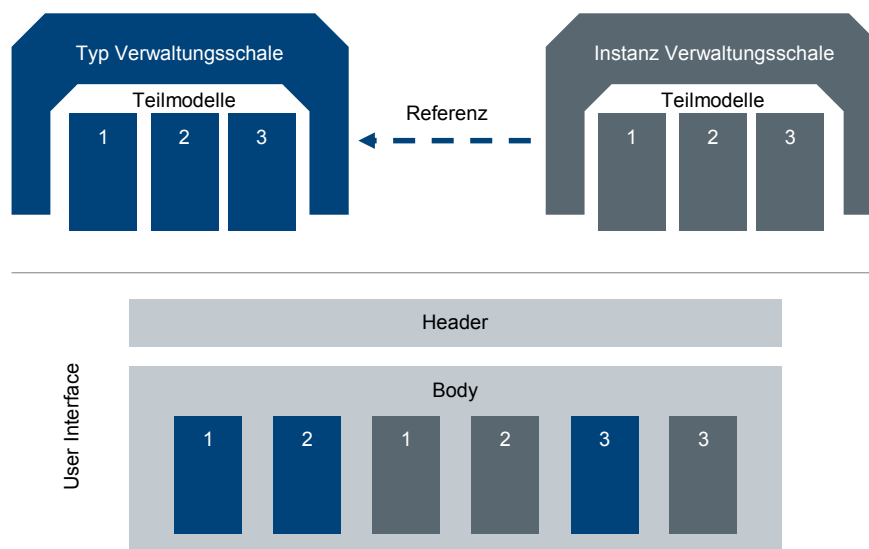 Typ Verwaltungsschale
Teilmodelle
1 2 3
Referenz
Instanz Verwaltungsschale
Teilmodelle
1 2 3
User Interface
Header
Body
1 2 1 2 3 3